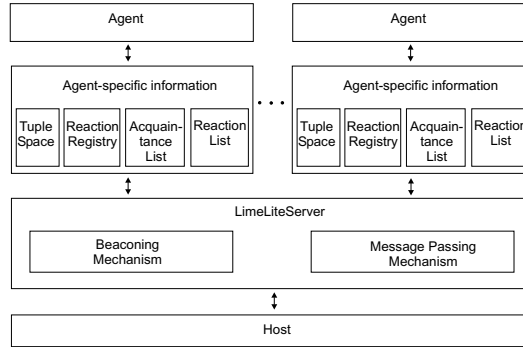 Agent
Agent
Agent-specific information
Agent-specific information
Tuple
Space
Reaction
Registry
Acquain-
tance
List
Reaction
List
. . .
Tuple
Space
Reaction
Registry
Acquain-
tance
List
Reaction
List
LimeLiteServer
Beaconing
Mechanism
Message Passing
Mechanism
Host